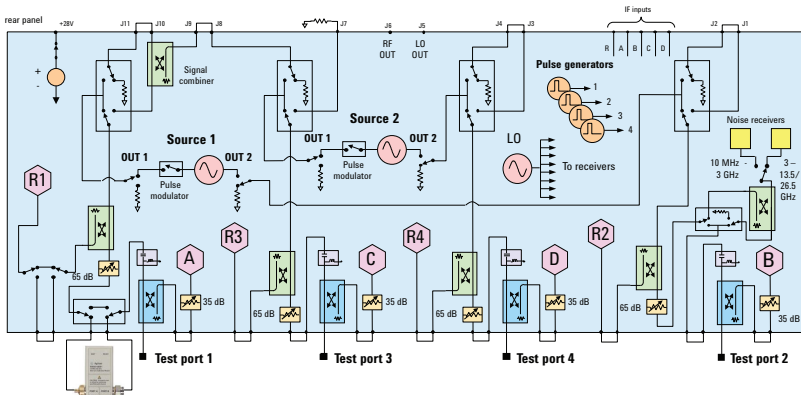 rear panel
+28V
J11 J10 J9 J8 J7 J6 J5 J4 J3 J2 J1
IF inputs
R A B C D
RF OUT
LO OUT
Signal combiner
+
-
Pulse generators
1
2
3
4
Noise receivers
10 MHz - 3 GHz
3 – 13.5/ 26.5 GHz
Source 1
OUT 1
Pulse modulator
OUT 2
Source 2
OUT 1
Pulse modulator
OUT 2
LO
To receivers
R1
R3
R4
R2
A
C
D
B
65 dB
35 dB
65 dB
35 dB
65 dB
35 dB
65 dB
35 dB
Test port 1
Test port 3
Test port 4
Test port 2